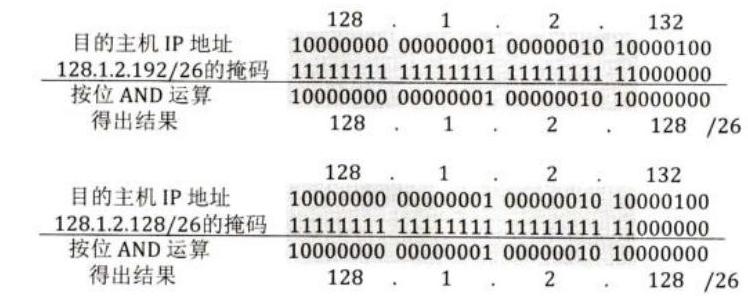 128 . 1 . 2 . 132
目的主机 IP 地址 10000000 00000001 00000010 10000100
128.1.2.192/26的掩码 11111111 11111111 11111111 11000000
按位 AND 运算 10000000 00000001 00000010 10000000
得出结果 128 . 1 . 2 . 128 /26
128 . 1 . 2 . 132
目的主机 IP 地址 10000000 00000001 00000010 10000100
128.1.2.128/26的掩码 11111111 11111111 11111111 11000000
按位 AND 运算 10000000 00000001 00000010 10000000
得出结果 128 . 1 . 2 . 128 /26